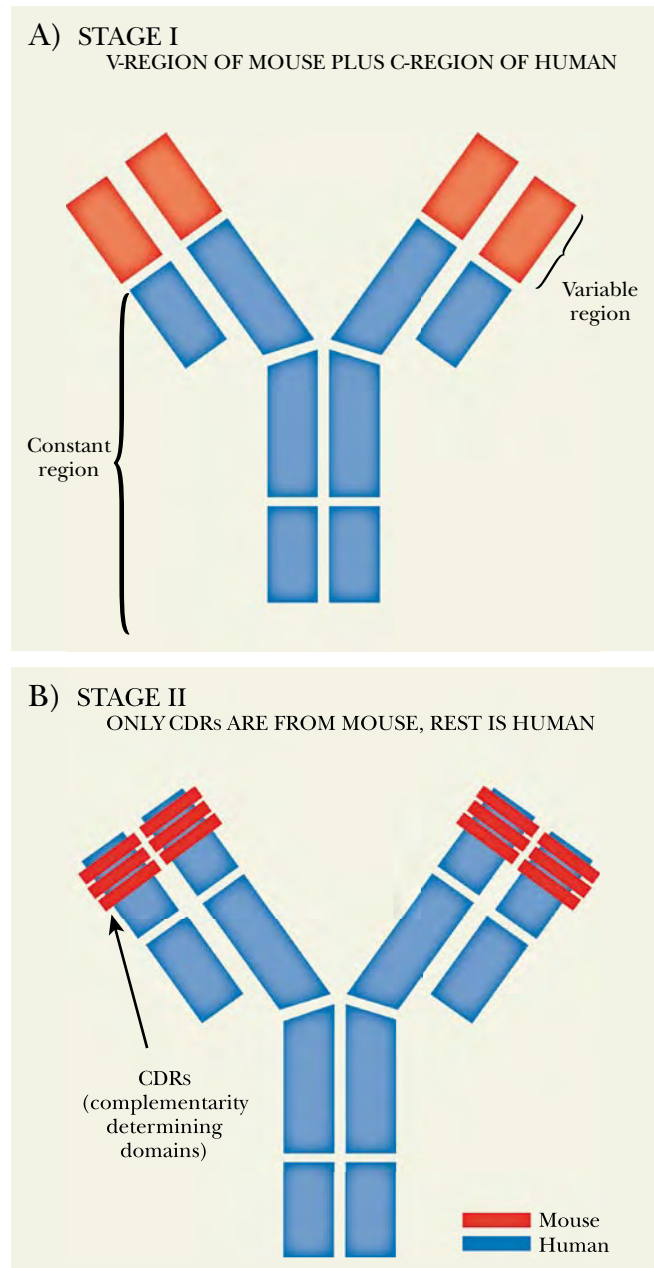 A) STAGE I
V-REGION OF MOUSE PLUS C-REGION OF HUMAN
Variable
region
Constant
region
B) STAGE II
ONLY CDRs ARE FROM MOUSE, REST IS HUMAN
CDRs
(complementarity
determining
domains)
Mouse
Human